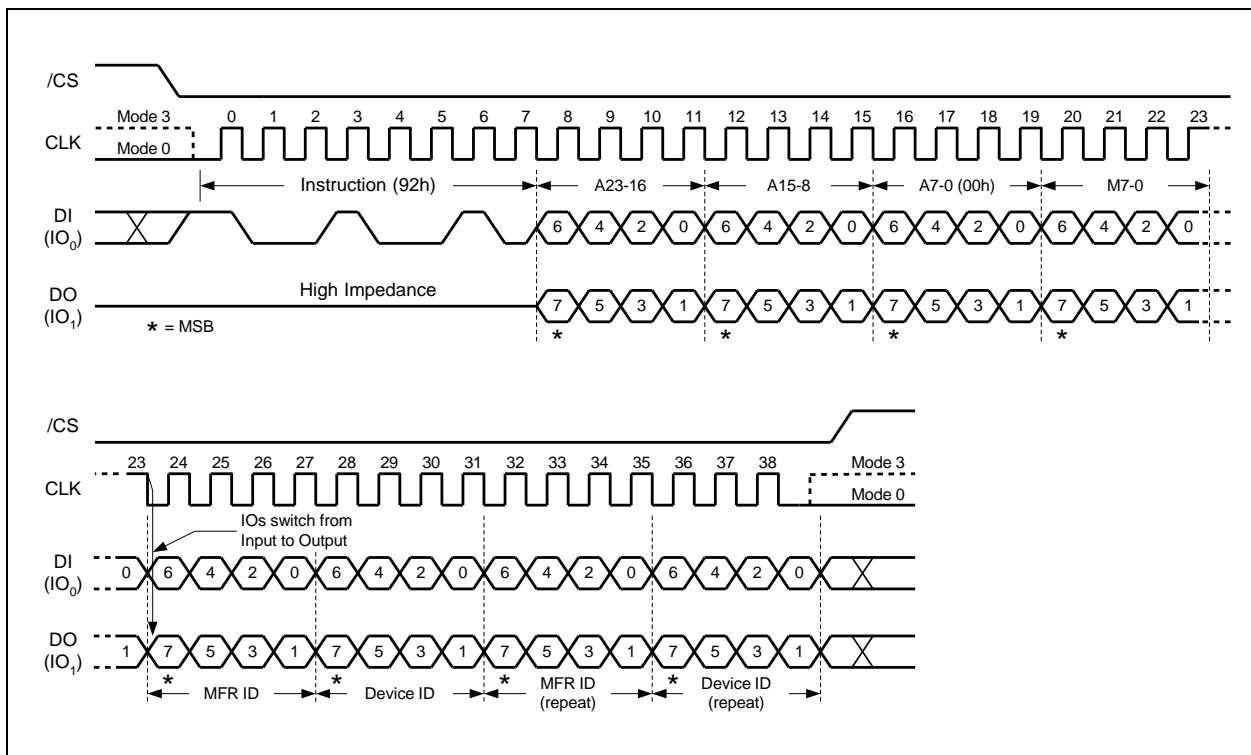 /CS
Mode 3 0 1 2 3 4 5 6 7 8 9 10 11 12 13 14 15 16 17 18 19 20 21 22 23
CLK
Mode 0
Instruction (92h) A23-16 A15-8 A7-0 (00h) M7-0
DI
(IO0) 6 4 2 0 6 4 2 0 6 4 2 0 6 4 2 0
High Impedance
DO
(IO1) 7 5 3 1 7 5 3 1 7 5 3 1 7 5 3 1
* = MSB * * * *
/CS
23 24 25 26 27 28 29 30 31 32 33 34 35 36 37 38 Mode 3
CLK
Mode 0
IOs switch from
Input to Output
DI
(IO0) 0 6 4 2 0 6 4 2 0 6 4 2 0 6 4 2 0
DO
(IO1) 1 7 5 3 1 7 5 3 1 7 5 3 1 7 5 3 1
* * * *
MFR ID Device ID MFR ID
(repeat) Device ID
(repeat)